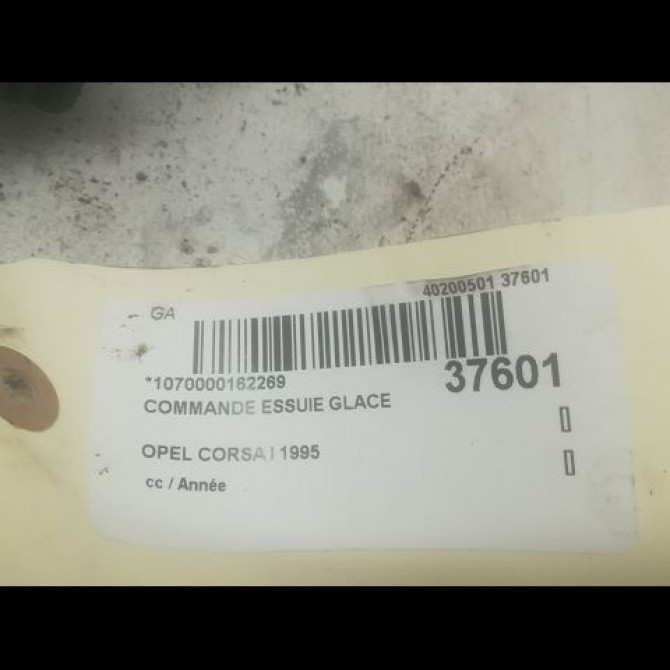 40200501 37601
GA
*1070000162269
37601
COMMANDE ESSUIE GLACE
OPEL CORSA I 1995
cc / Année